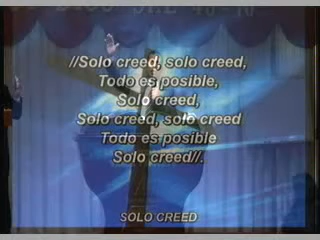 //Solo creed, solo creed,
Todo es posible,
Solo creed,
Solo creed, solo creed
Todo es posible
Solo creed//.
SOLO CREED